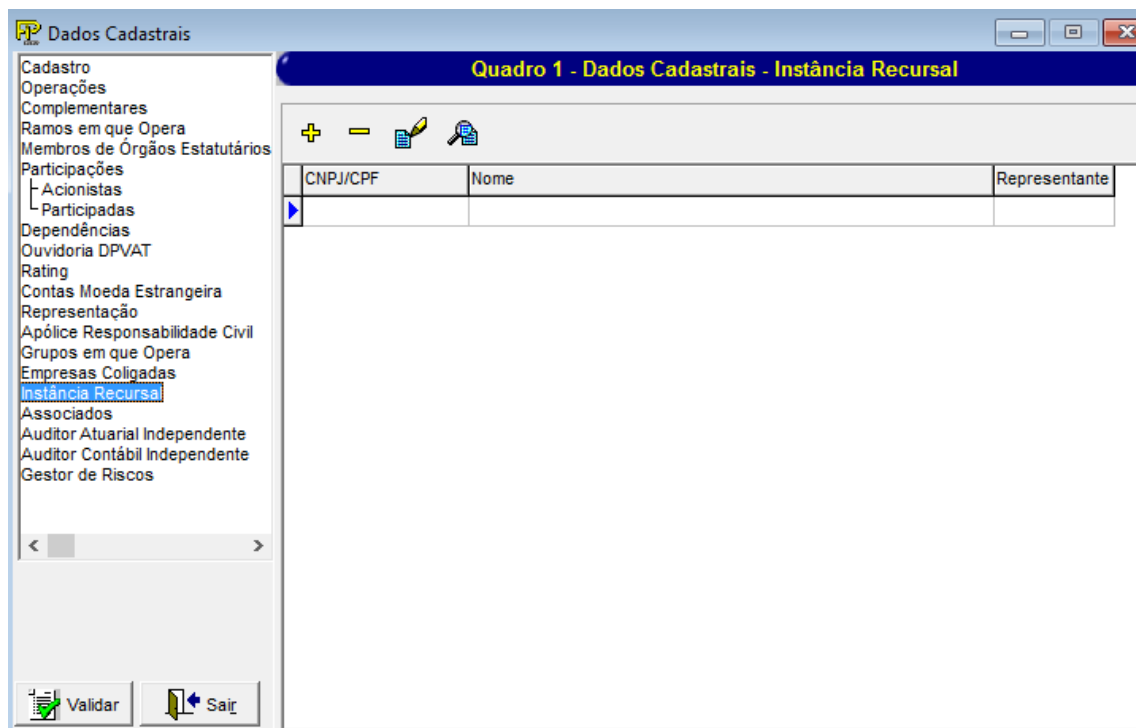 Dados Cadastrais
Cadastro
Operações
Complementares
Ramos em que Opera
Membros de Órgãos Estatutários
Participações
Acionistas
Participadas
Dependências
Ouvidoria DPVAT
Rating
Contas Moeda Estrangeira
Representação
Apólice Responsabilidade Civil
Grupos em que Opera
Empresas Coligadas
Instância Recursal
Associados
Auditor Atuarial Independente
Auditor Contábil Independente
Gestor de Riscos
Validar
Sair
Quadro 1 - Dados Cadastrais - Instância Recursal
CNPJ/CPF Nome Representante